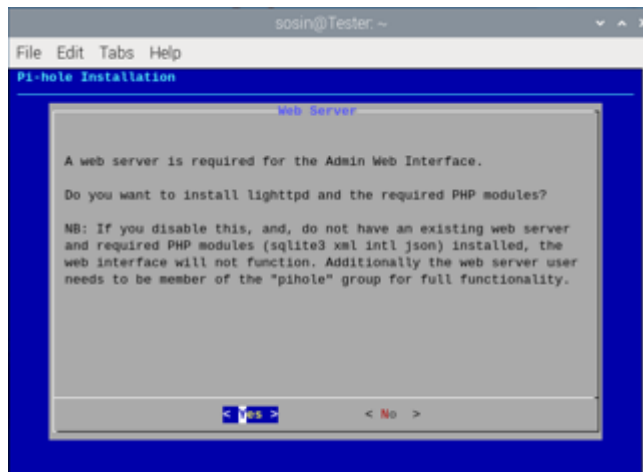 sosin@Tester: ~
File Edit Tabs Help
Pi-hole Installation
Web Server
A web server is required for the Admin Web Interface.
Do you want to install lighttpd and the required PHP modules?
NB: If you disable this, and, do not have an existing web server
and required PHP modules (sqlite3 xml intl json) installed, the
web interface will not function. Additionally the web server user
needs to be member of the "pihole" group for full functionality.
< Yes > < No >